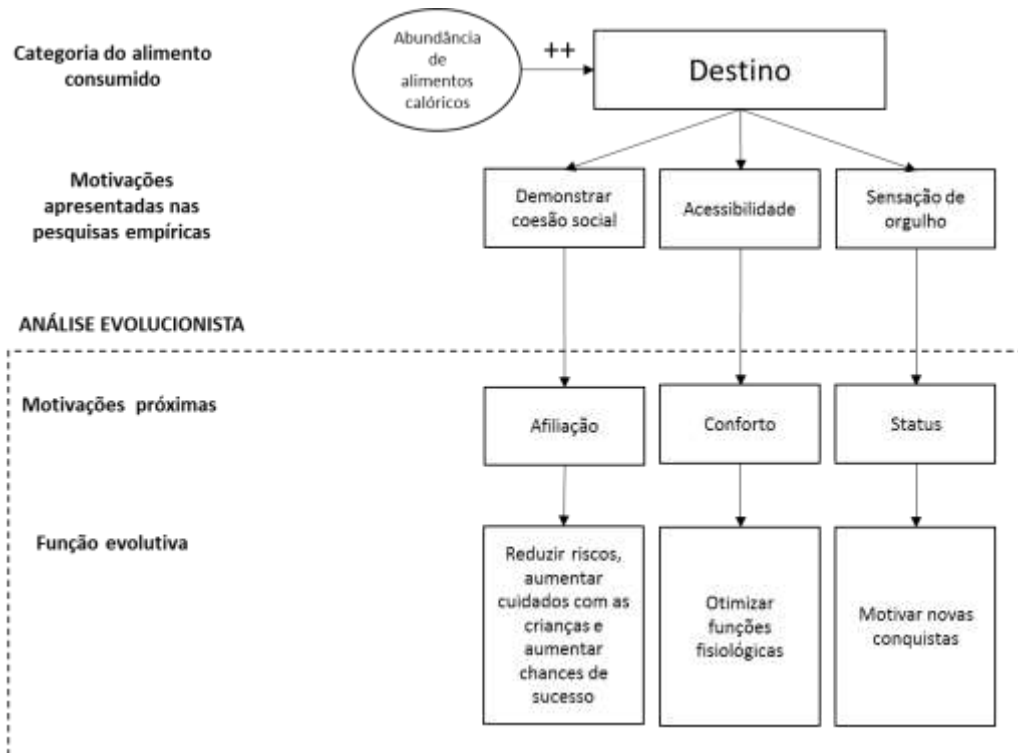 Categoria do alimento
consumido
Abundância
de
alimentos
calóricos
++
Destino
Motivações
apresentadas nas
pesquisas empíricas
Demonstrar
coesão social
Acessibilidade
Sensação de
orgulho
ANÁLISE EVOLUCIONISTA
Motivações próximas
Afiliação
Conforto
Status
Função evolutiva
Reduzir riscos,
aumentar
cuidados com as
crianças e
aumentar
chances de
sucesso
Otimizar
funções
fisiológicas
Motivar novas
conquistas